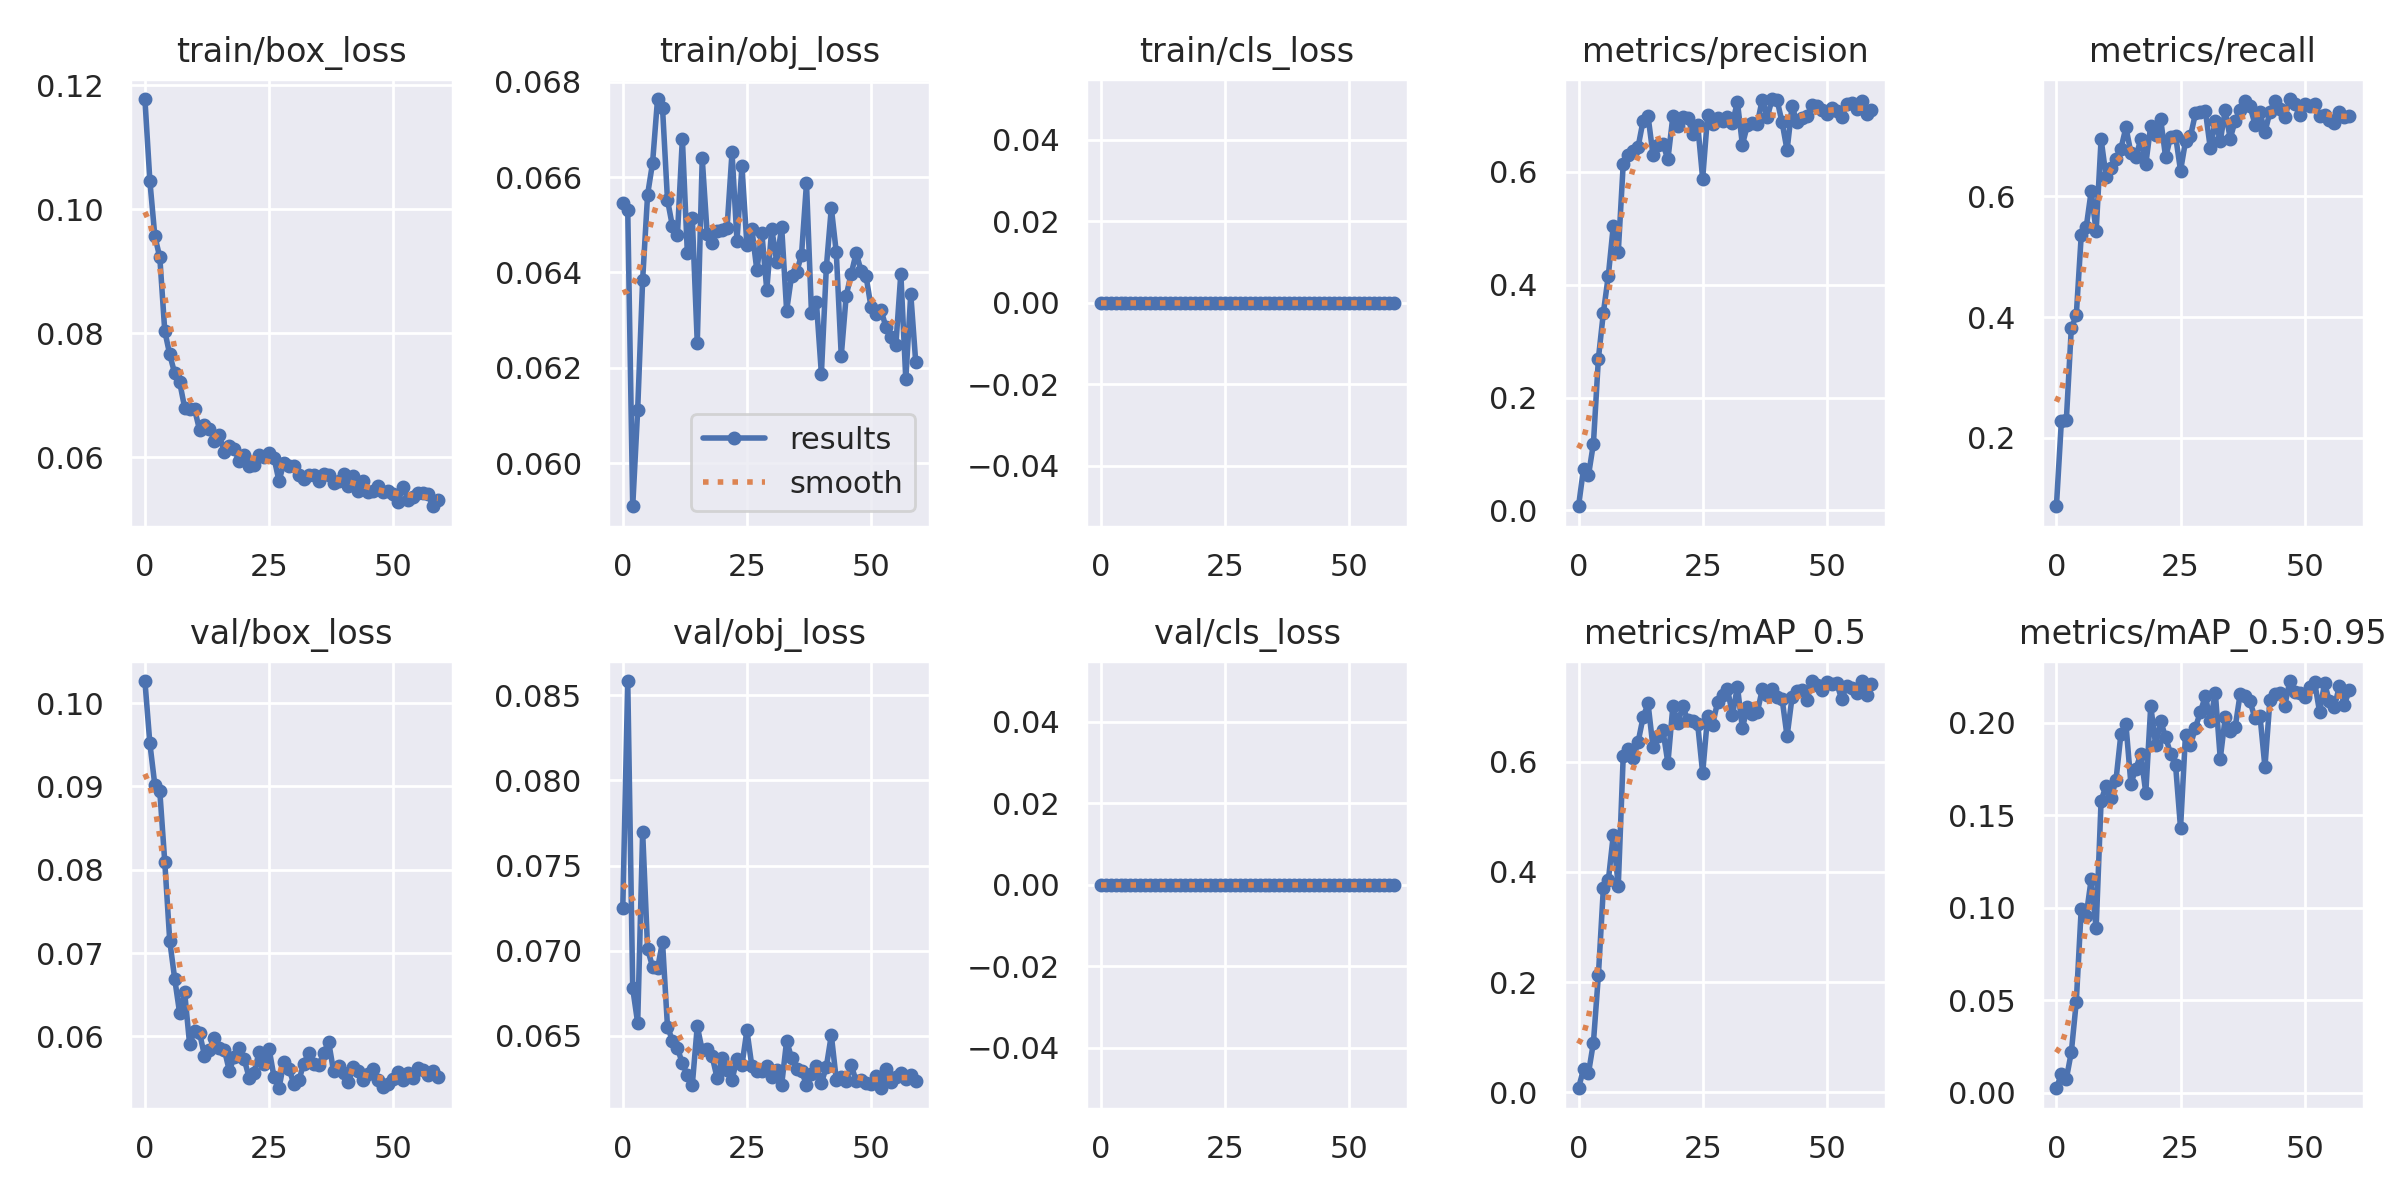 train/box_loss
0.12
0.10
0.08
0.06
0 25 50
train/obj_loss
0.068
0.066
0.064
0.062
0.060
results
smooth
0 25 50
train/cls_loss
0.04
0.02
0.00
−0.02
−0.04
0 25 50
metrics/precision
0.6
0.4
0.2
0.0
0 25 50
metrics/recall
0.6
0.4
0.2
0 25 50
val/box_loss
0.10
0.09
0.08
0.07
0.06
0 25 50
val/obj_loss
0.085
0.080
0.075
0.070
0.065
0 25 50
val/cls_loss
0.04
0.02
0.00
−0.02
−0.04
0 25 50
metrics/mAP_0.5
0.6
0.4
0.2
0.0
0 25 50
metrics/mAP_0.5:0.95
0.20
0.15
0.10
0.05
0.00
0 25 50